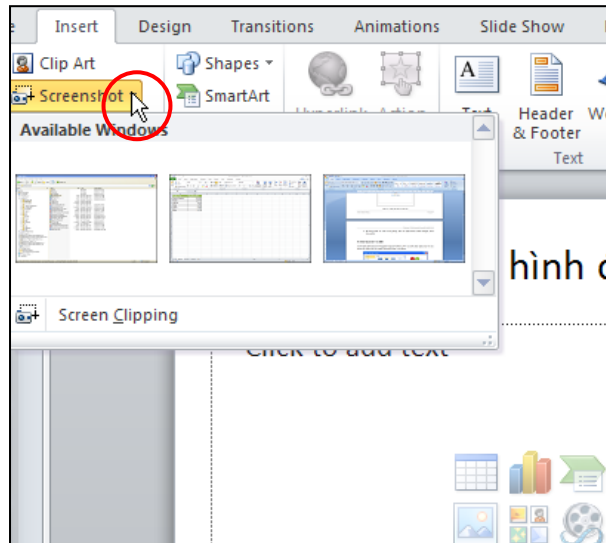 Insert Design Transitions Animations Slide Show
Clip Art Shapes
Screenshot SmartArt
A
Header
& Footer
Text
Available Windows
Screen Clipping
hình
Click to add text